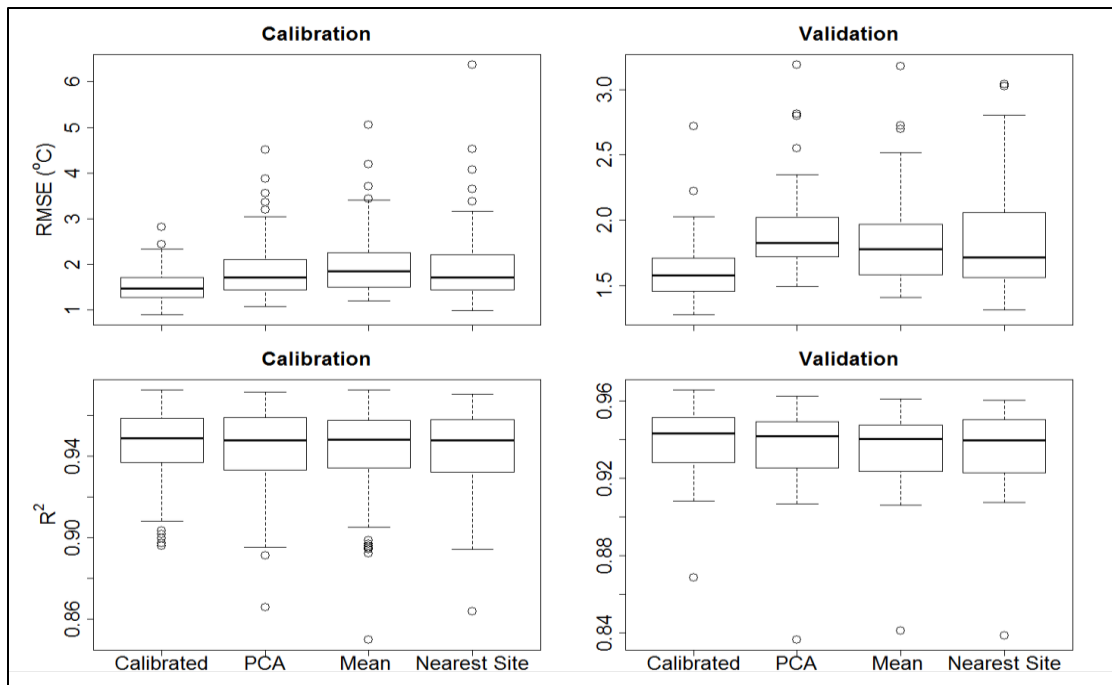 Calibration
Validation
RMSE (°C)
6
5
4
3
2
1
3.0
2.5
2.0
1.5
Calibration
Validation
R²
0.94
0.90
0.86
0.96
0.92
0.88
0.84
Calibrated PCA Mean Nearest Site
Calibrated PCA Mean Nearest Site